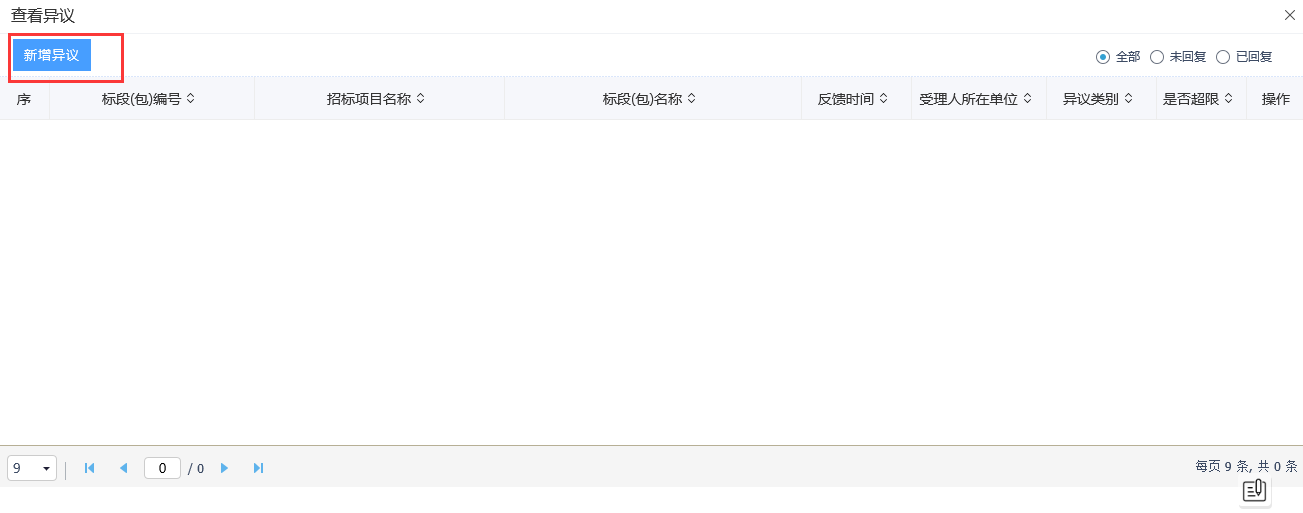 查看异议
新增异议
全部 未回复 已回复
序 标段(包)编号 招标项目名称 标段(包)名称 反馈时间 受理人所在单位 异议类别 是否超限 操作
9 0 / 0 每页 9 条, 共 0 条